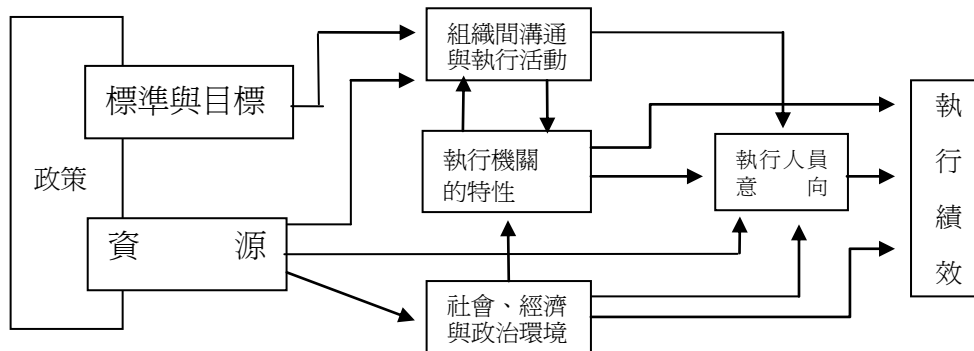 政策
標準與目標
資 源
組織間溝通
與執行活動
執行機關
的特性
社會、經濟
與政治環境
執行人員
意 向
執
行
績
效